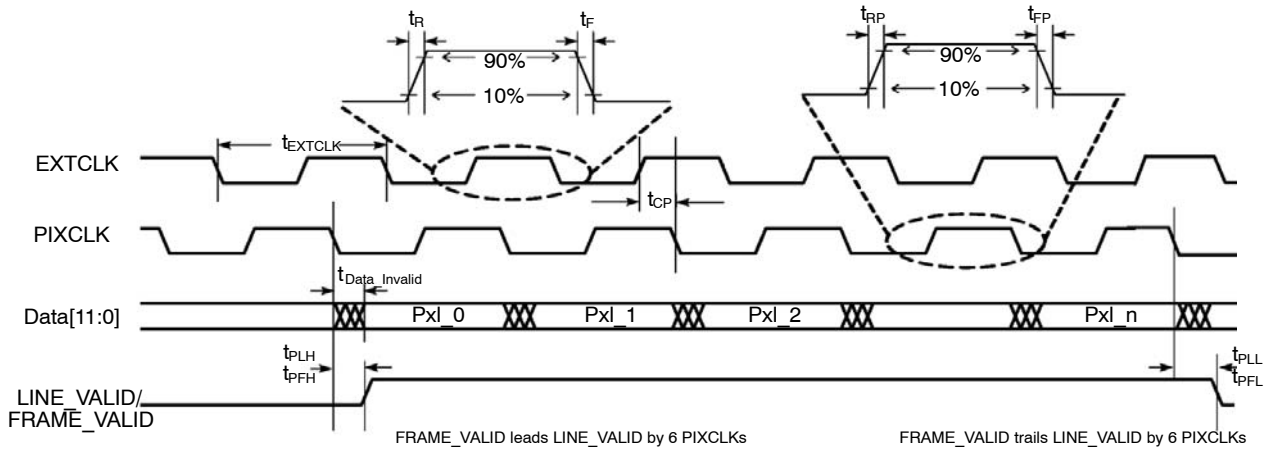 tR
tF
tRP
tFP
90%
10%
90%
10%
tEXTCLK
EXTCLK
tCP
PIXCLK
tData_Invalid
Data[11:0]
Pxl_0
Pxl_1
Pxl_2
Pxl_n
tPLH
tPFH
tPLL
tPFL
LINE_VALID/
FRAME_VALID
FRAME_VALID leads LINE_VALID by 6 PIXCLKs
FRAME_VALID trails LINE_VALID by 6 PIXCLKs